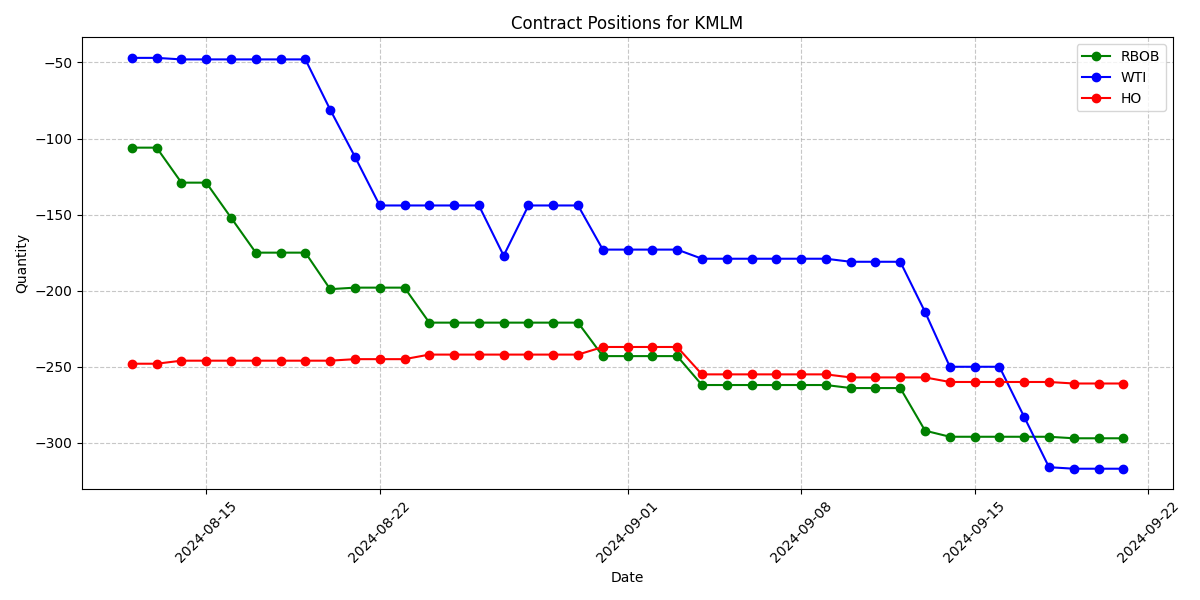 Contract Positions for KMLM
RBOB
WTI
HO
Quantity
−50
−100
−150
−200
−250
−300
2024-08-15
2024-08-22
2024-09-01
2024-09-08
2024-09-15
2024-09-22
Date